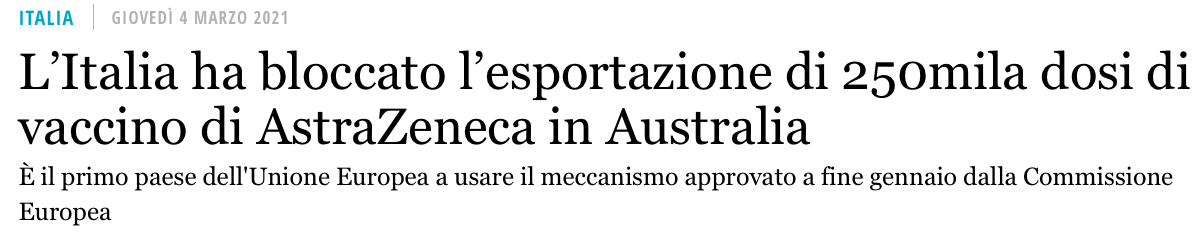 ITALIA | GIOVEDÌ 4 MARZO 2021
L’Italia ha bloccato l’esportazione di 250mila dosi di
vaccino di AstraZeneca in Australia
È il primo paese dell'Unione Europea a usare il meccanismo approvato a fine gennaio dalla Commissione
Europea